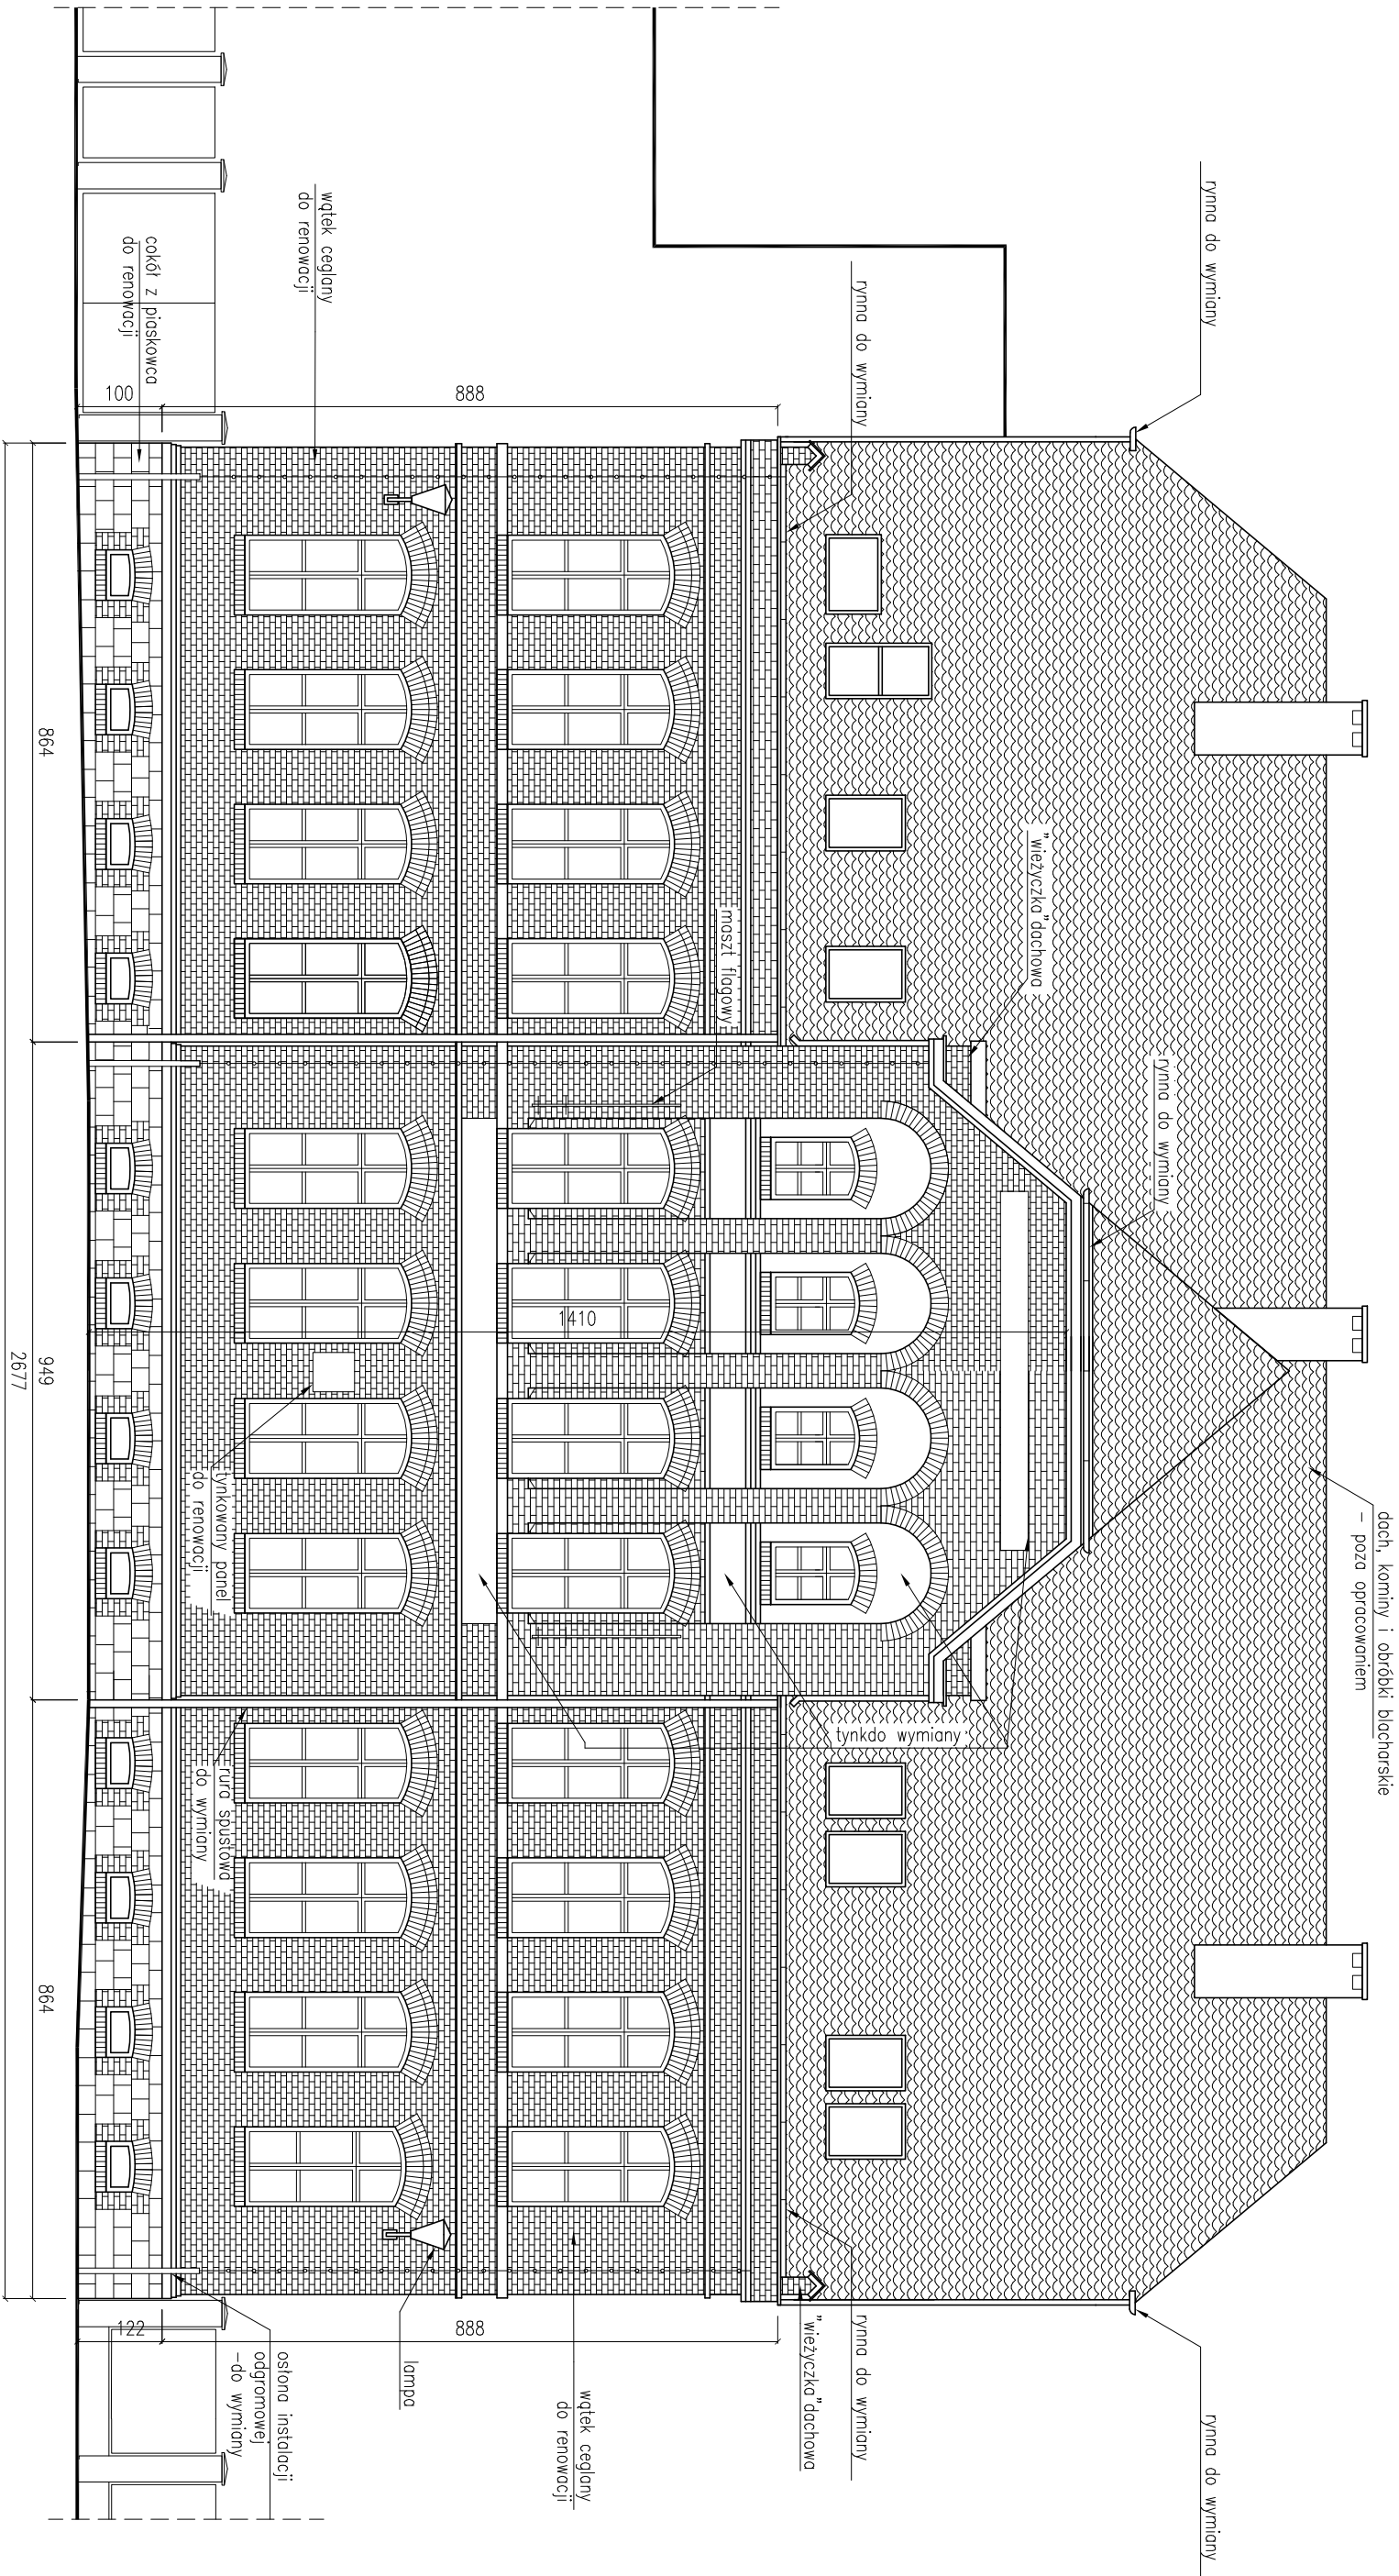 dach, kominy i obróbki blacharskie
- poza opracowaniem
rynna do wymiany
rynna do wymiany
rynna do wymiany
rynna do wymiany
rynna do wymiany
"wieżyczka"dachowa
"wieżyczka"dachowa
maszt flagowy
tynkdo wymiany
wątek ceglany
do renowacji
wątek ceglany
do renowacji
cokół z piaskowca
do renowacji
tynkowany panel
do renowacji
rura spustowa
do wymiany
lampa
osłona instalacji
odgromowej
-do wymiany
100
888
1410
122
888
864
949
864
2677